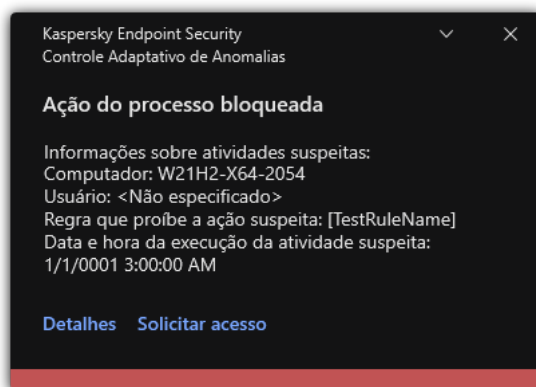 Kaspersky Endpoint Security
Controle Adaptativo de Anomalias
Ação do processo bloqueada
Informações sobre atividades suspeitas:
Computador: W21H2-X64-2054
Usuário: <Não especificado>
Regra que proíbe a ação suspeita: [TestRuleName]
Data e hora da execução da atividade suspeita:
1/1/0001 3:00:00 AM
Detalhes Solicitar acesso